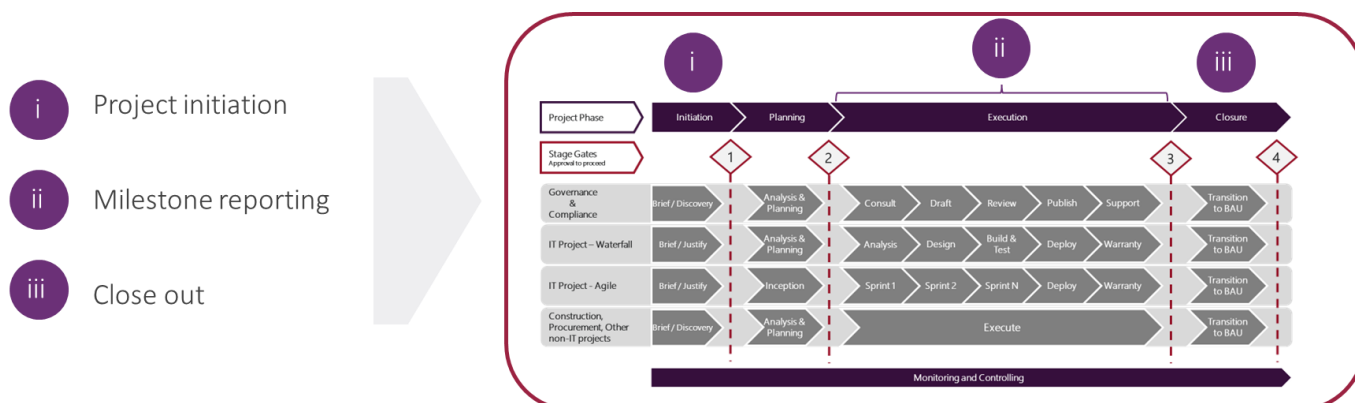 i
Project initiation
ii
Milestone reporting
iii
Close out
i
ii
iii
Project Phase
Initiation
Planning
Execution
Closure
Stage Gates
Approval to proceed
1
2
3
4
Governance
&
Compliance
Brief / Discovery
Analysis &
Planning
Consult
Draft
Review
Publish
Support
Transition
to BAU
IT Project – Waterfall
Brief / Justify
Analysis &
Planning
Analysis
Design
Build &
Test
Deploy
Warranty
Transition
to BAU
IT Project - Agile
Brief / Justify
Inception
Sprint 1
Sprint 2
Sprint N
Deploy
Warranty
Transition
to BAU
Construction,
Procurement, Other
non-IT projects
Brief / Discovery
Analysis &
Planning
Execute
Transition
to BAU
Monitoring and Controlling